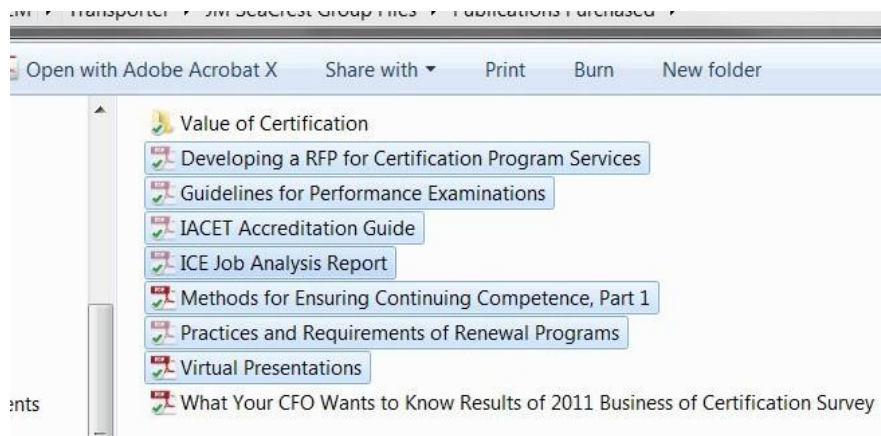 Transporter ▸ JM SeaCrest Group Files ▸ Publications Purchased ▸
Open with Adobe Acrobat X Share with ▾ Print Burn New folder
Value of Certification
Developing a RFP for Certification Program Services
Guidelines for Performance Examinations
IACET Accreditation Guide
ICE Job Analysis Report
Methods for Ensuring Continuing Competence, Part 1
Practices and Requirements of Renewal Programs
Virtual Presentations
ents
What Your CFO Wants to Know Results of 2011 Business of Certification Survey